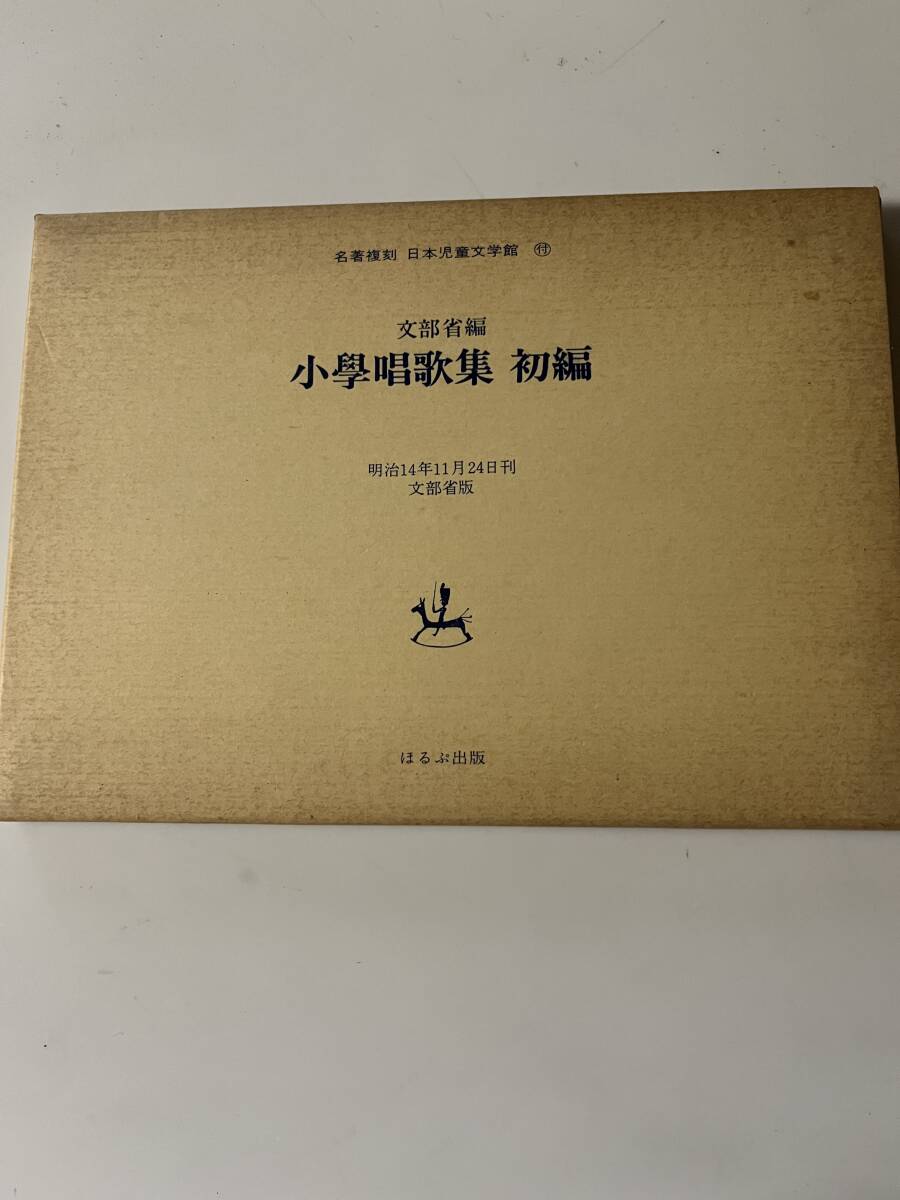 名著複刻 日本児童文学館 ㊝
文部省編
小學唱歌集 初編
明治14年11月24日刊
文部省版
ほるぷ出版